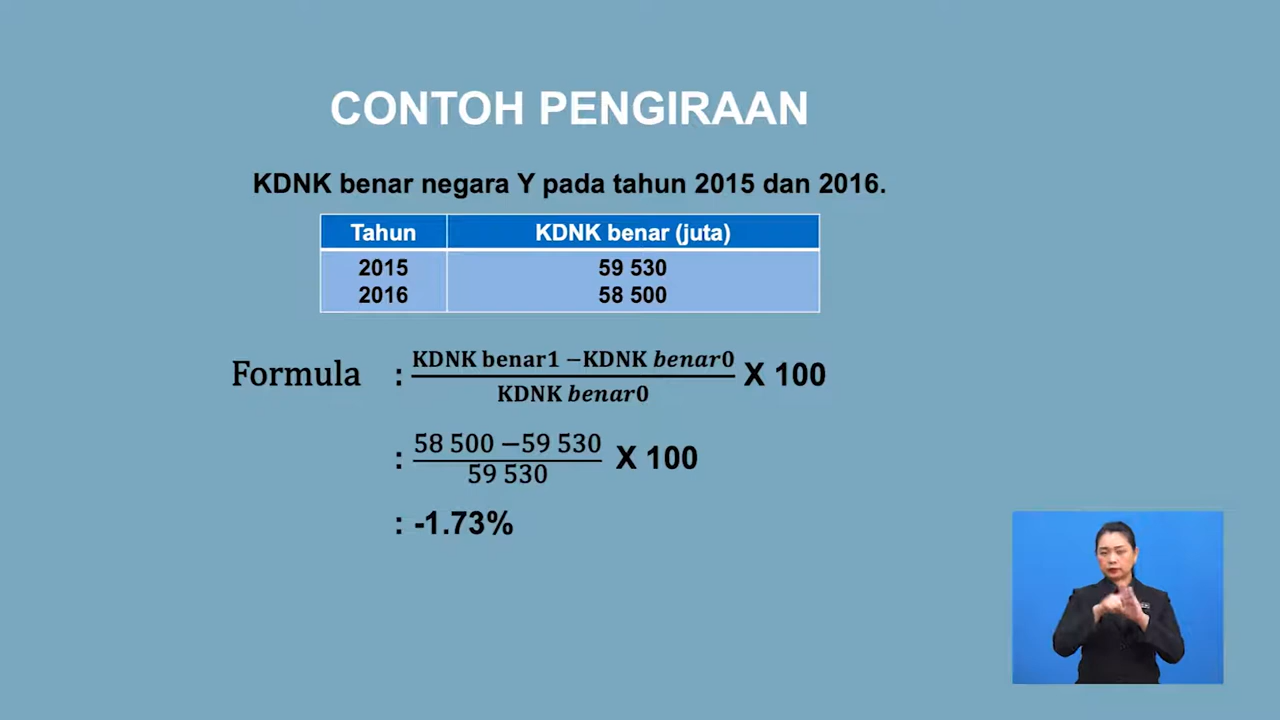 CONTOH PENGIRAAN
KDNK benar negara Y pada tahun 2015 dan 2016.
Tahun KDNK benar (juta)
2015 59 530
2016 58 500
Formula : KDNK benar1 −KDNK benar0 / KDNK benar0 X 100
: 58 500 −59 530 / 59 530 X 100
: -1.73%